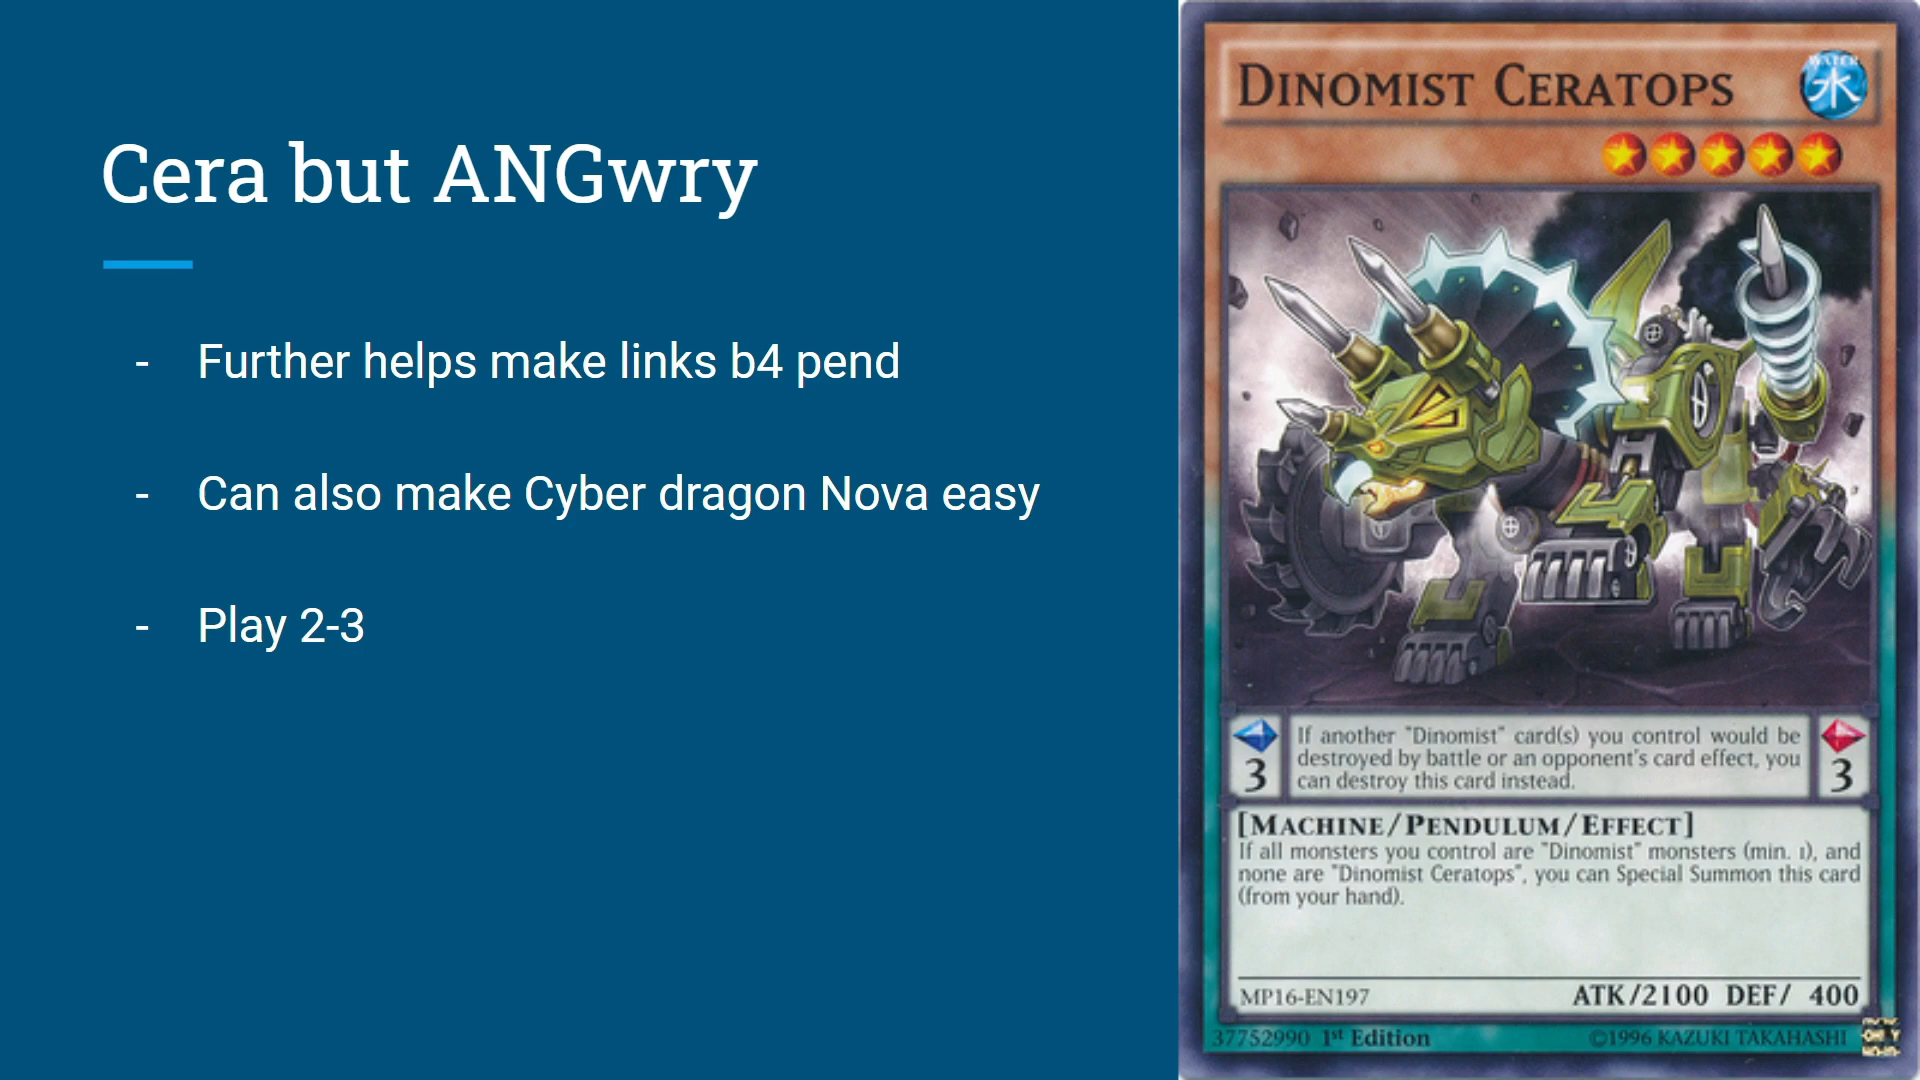 Cera but ANGwry
- Further helps make links b4 pend
- Can also make Cyber dragon Nova easy
- Play 2-3
DINOMIST CERATOPS
WATER
水
If another "Dinomist" card(s) you control would be
destroyed by battle or an opponent's card effect, you
can destroy this card instead.
3
3
[MACHINE/PENDULUM/EFFECT]
If all monsters you control are "Dinomist" monsters (min. 1), and
none are "Dinomist Ceratops", you can Special Summon this card
(from your hand).
MP16-EN197
ATK/2100 DEF/ 400
37752990 1st Edition
©1996 KAZUKI TAKAHASHI